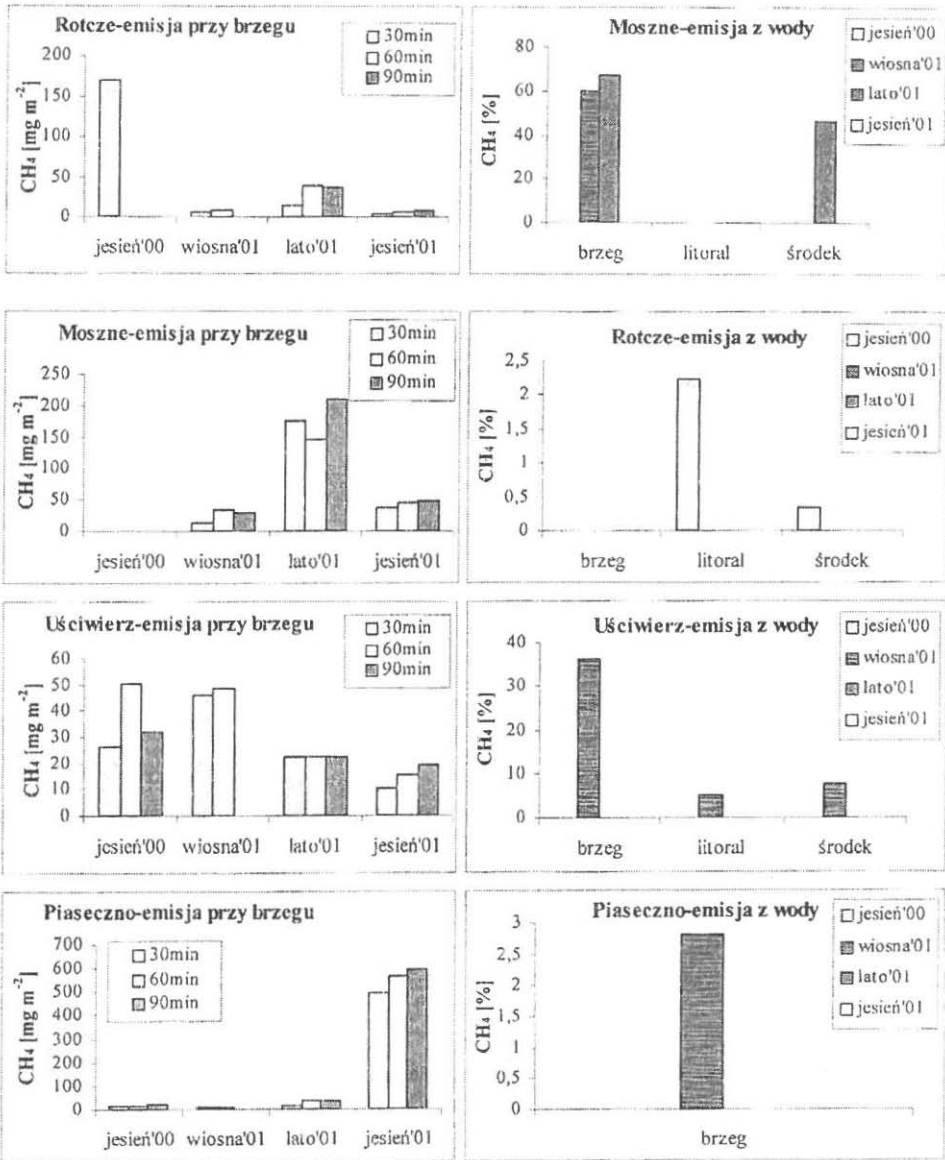 Rotcze-emisja przy brzegu
30min
60min
90min
CH₄ [mg m⁻²]
200
150
100
50
0
jesień'00 wiosna'01 lato'01 jesień'01
Moszne-emisja z wody
jesień'00
wiosna'01
lato'01
jesień'01
CH₄ [%]
80
60
40
20
0
brzeg litoral środek
Moszne-emisja przy brzegu
30min
60min
90min
CH₄ [mg m⁻²]
250
200
150
100
50
0
jesień'00 wiosna'01 lato'01 jesień'01
Rotcze-emisja z wody
jesień'00
wiosna'01
lato'01
jesień'01
CH₄ [%]
2,5
2
1,5
1
0,5
0
brzeg litoral środek
Uściwierz-emisja przy brzegu
30min
60min
90min
CH₄ [mg m⁻²]
60
50
40
30
20
10
0
jesień'00 wiosna'01 lato'01 jesień'01
Uściwierz-emisja z wody
jesień'00
wiosna'01
lato'01
jesień'01
CH₄ [%]
40
30
20
10
0
brzeg litoral środek
Piaseczno-emisja przy brzegu
30min
60min
90min
CH₄ [mg m⁻²]
700
600
500
400
300
200
100
0
jesień'00 wiosna'01 lato'01 jesień'01
Piaseczno-emisja z wody
jesień'00
wiosna'01
lato'01
jesień'01
CH₄ [%]
3
2,5
2
1,5
1
0,5
0
brzeg